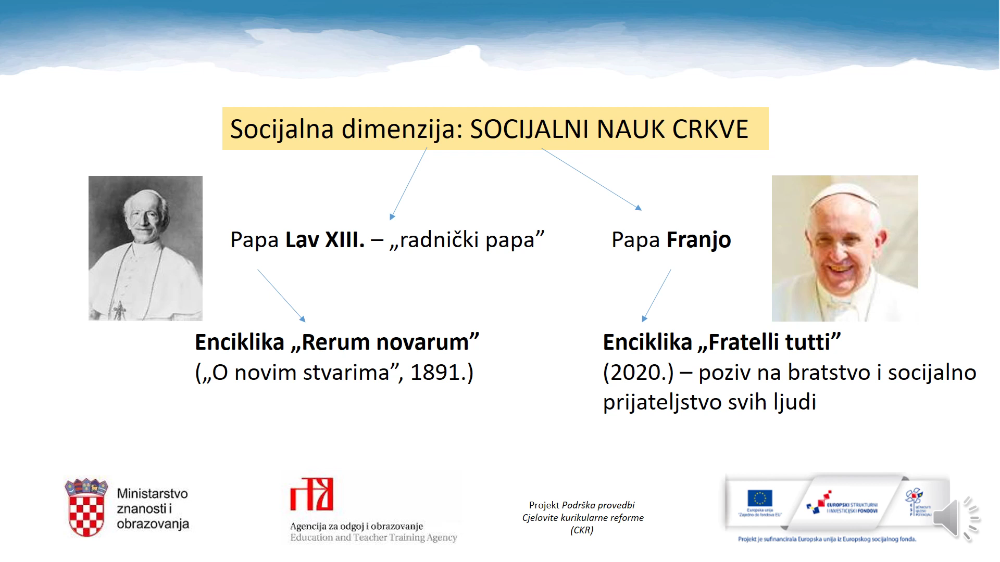 Socijalna dimenzija: SOCIJALNI NAUK CRKVE
Papa Lav XIII. – „radnički papa”
Papa Franjo
Enciklika „Rerum novarum”
(„O novim stvarima”, 1891.)
Enciklika „Fratelli tutti”
(2020.) – poziv na bratstvo i socijalno
prijateljstvo svih ljudi
Ministarstvo
znanosti i
obrazovanja
Agencija za odgoj i obrazovanje
Education and Teacher Training Agency
Projekt Podrška provedbi
Cjelovite kurikularne reforme
(CKR)
Europska unija
"Zajedno do fondova EU"
EUROPSKI STRUKTURNI
I INVESTICIJSKI FONDOVI
Projekt je sufinancirala Europska unija iz Europskog socijalnog fonda.